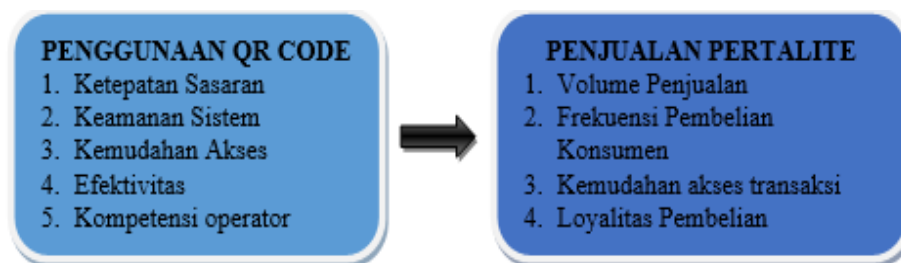 PENGGUNAAN QR CODE
1. Ketepatan Sasaran
2. Keamanan Sistem
3. Kemudahan Akses
4. Efektivitas
5. Kompetensi operator
PENJUALAN PERTALITE
1. Volume Penjualan
2. Frekuensi Pembelian
Konsumen
3. Kemudahan akses transaksi
4. Loyalitas Pembelian